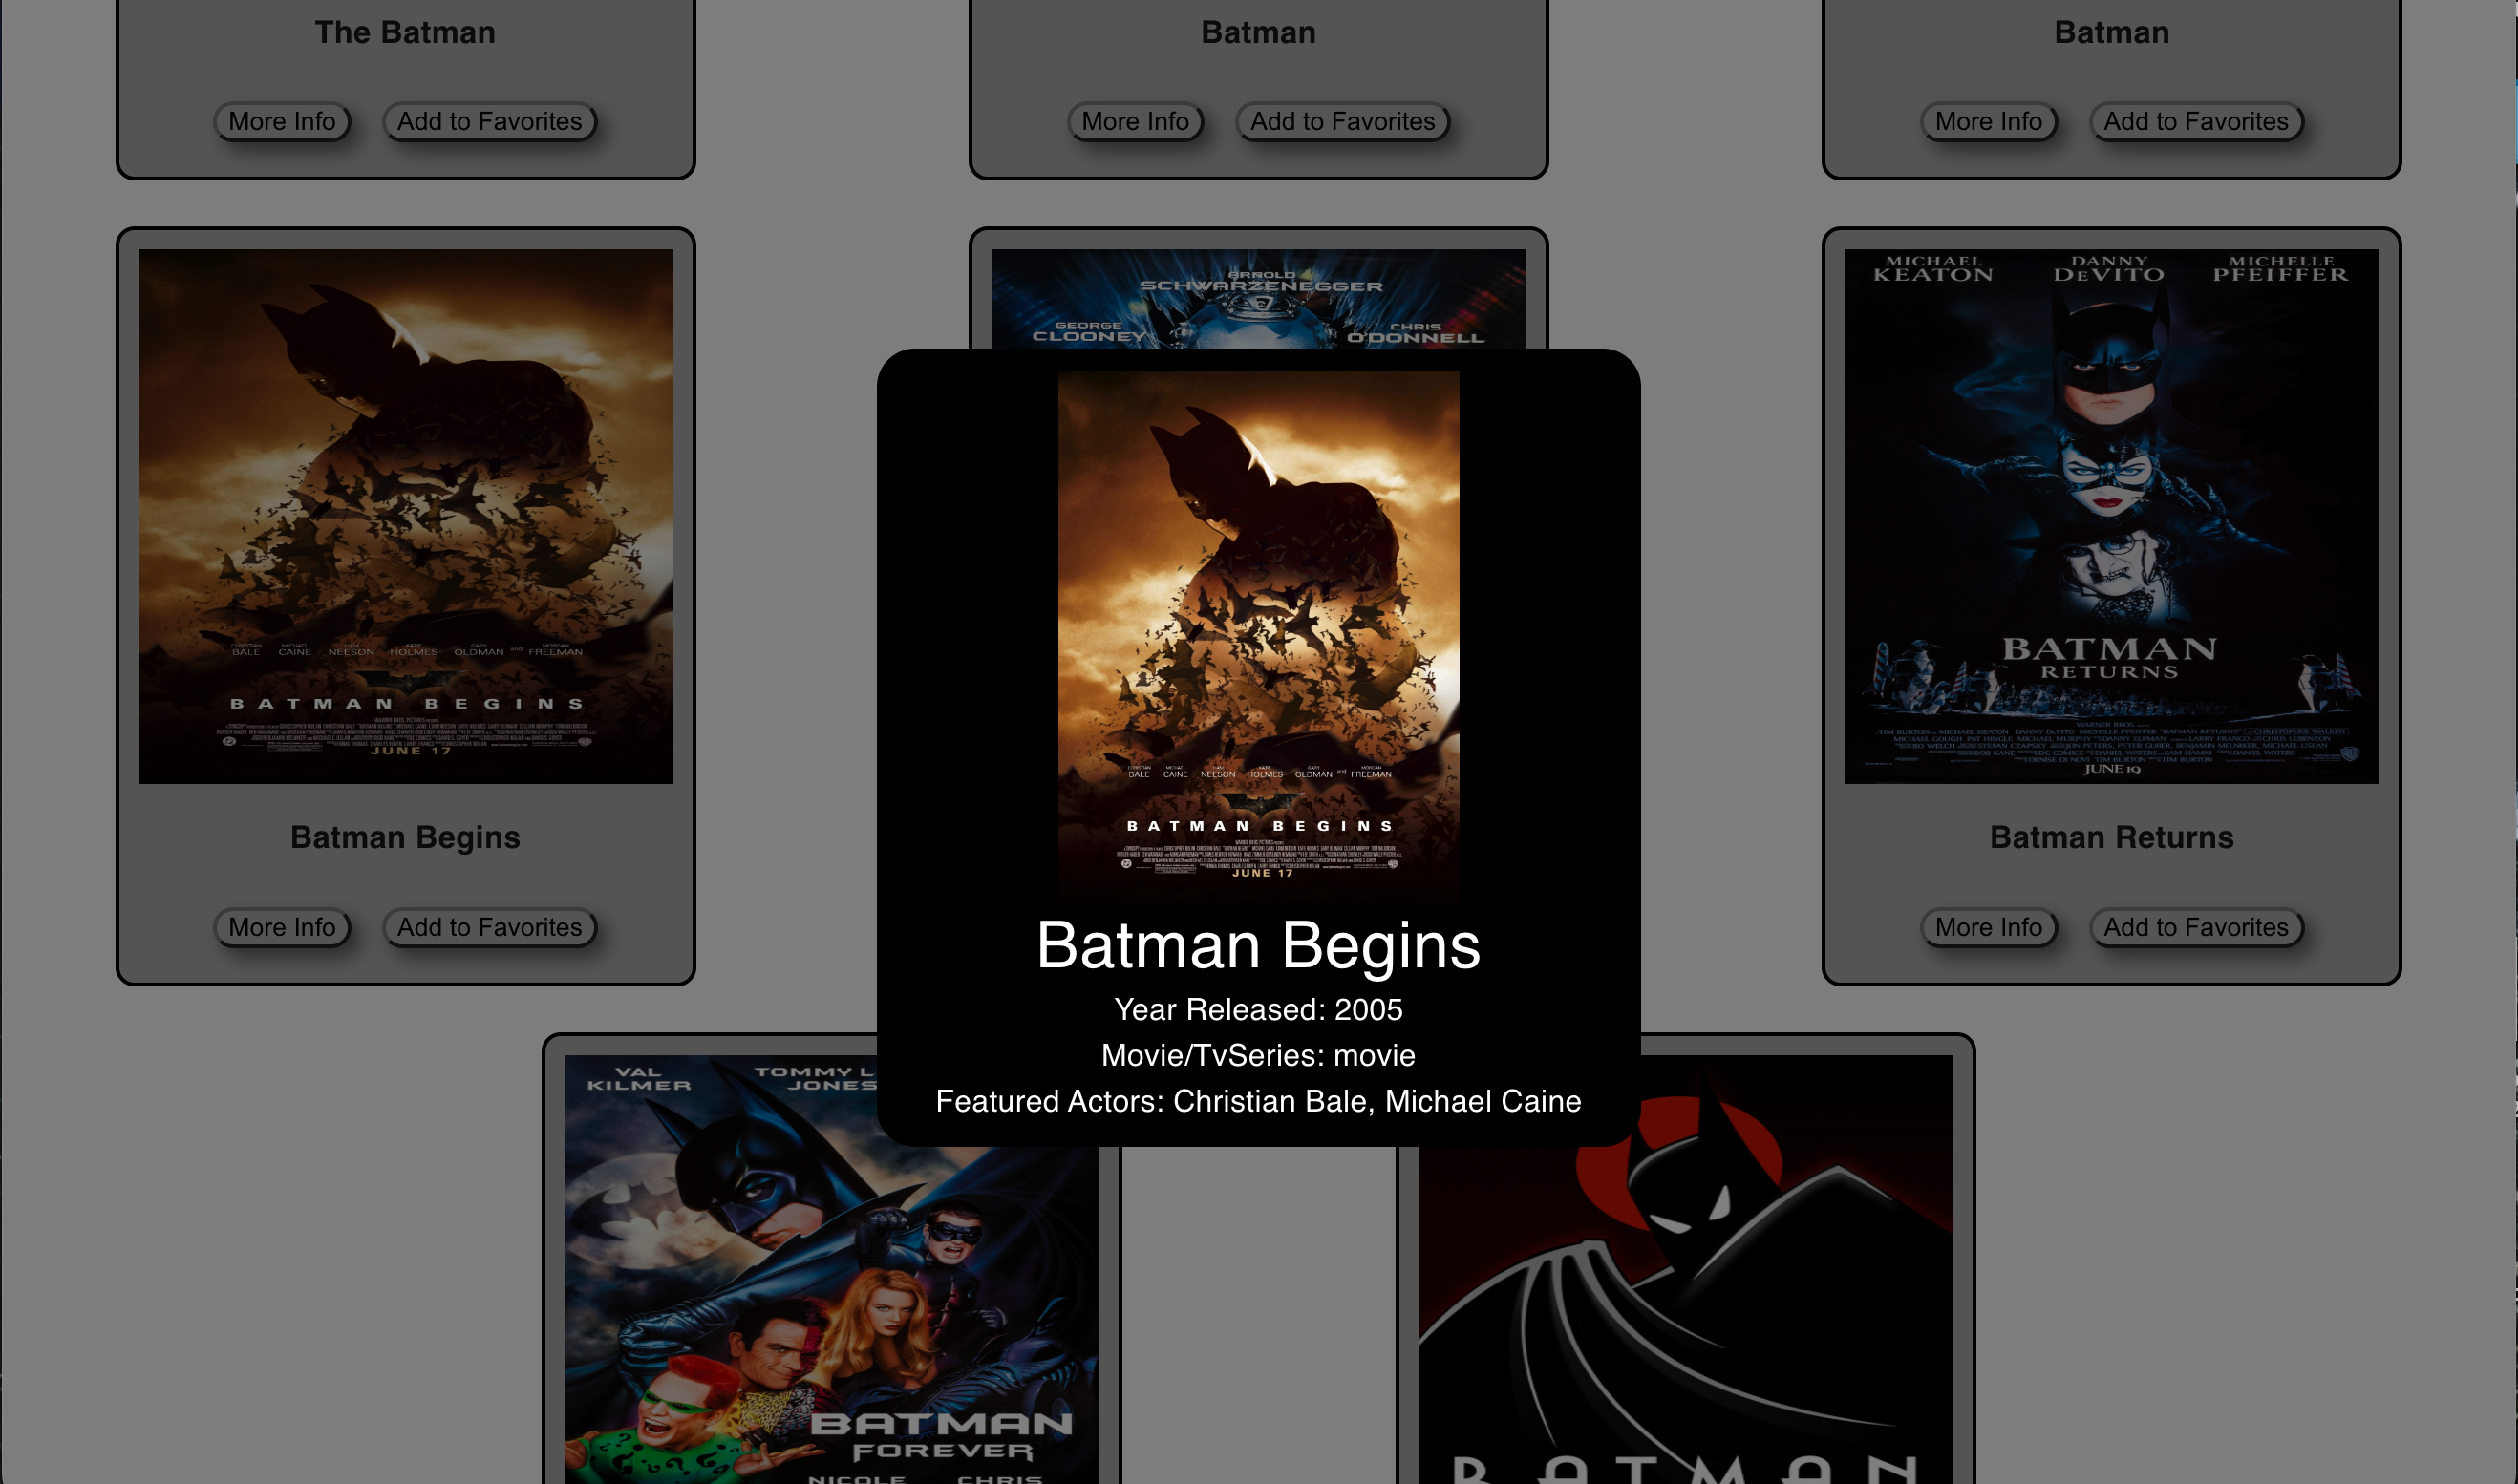 The Batman
Batman
Batman
More Info
Add to Favorites
More Info
Add to Favorites
More Info
Add to Favorites
CHRISTIAN BALE MICHAEL CAINE LIAM NEESON KATIE HOLMES GARY OLDMAN and MORGAN FREEMAN
BATMAN BEGINS
JUNE 17
Batman Begins
More Info
Add to Favorites
ARNOLD
SCHWARZENEGGER
GEORGE
CLOONEY
CHRIS
O'DONNELL
MICHAEL
KEATON
DANNY
DEVITO
MICHELLE
PFEIFFER
BATMAN
RETURNS
JUNE 19
Batman Returns
More Info
Add to Favorites
CHRISTIAN BALE MICHAEL CAINE LIAM NEESON KATIE HOLMES GARY OLDMAN and MORGAN FREEMAN
BATMAN BEGINS
JUNE 17
Batman Begins
Year Released: 2005
Movie/TvSeries: movie
Featured Actors: Christian Bale, Michael Caine
VAL
KILMER
TOMMY L
JONES
BATMAN
FOREVER
NICOLE
CHRIS
BATMAN